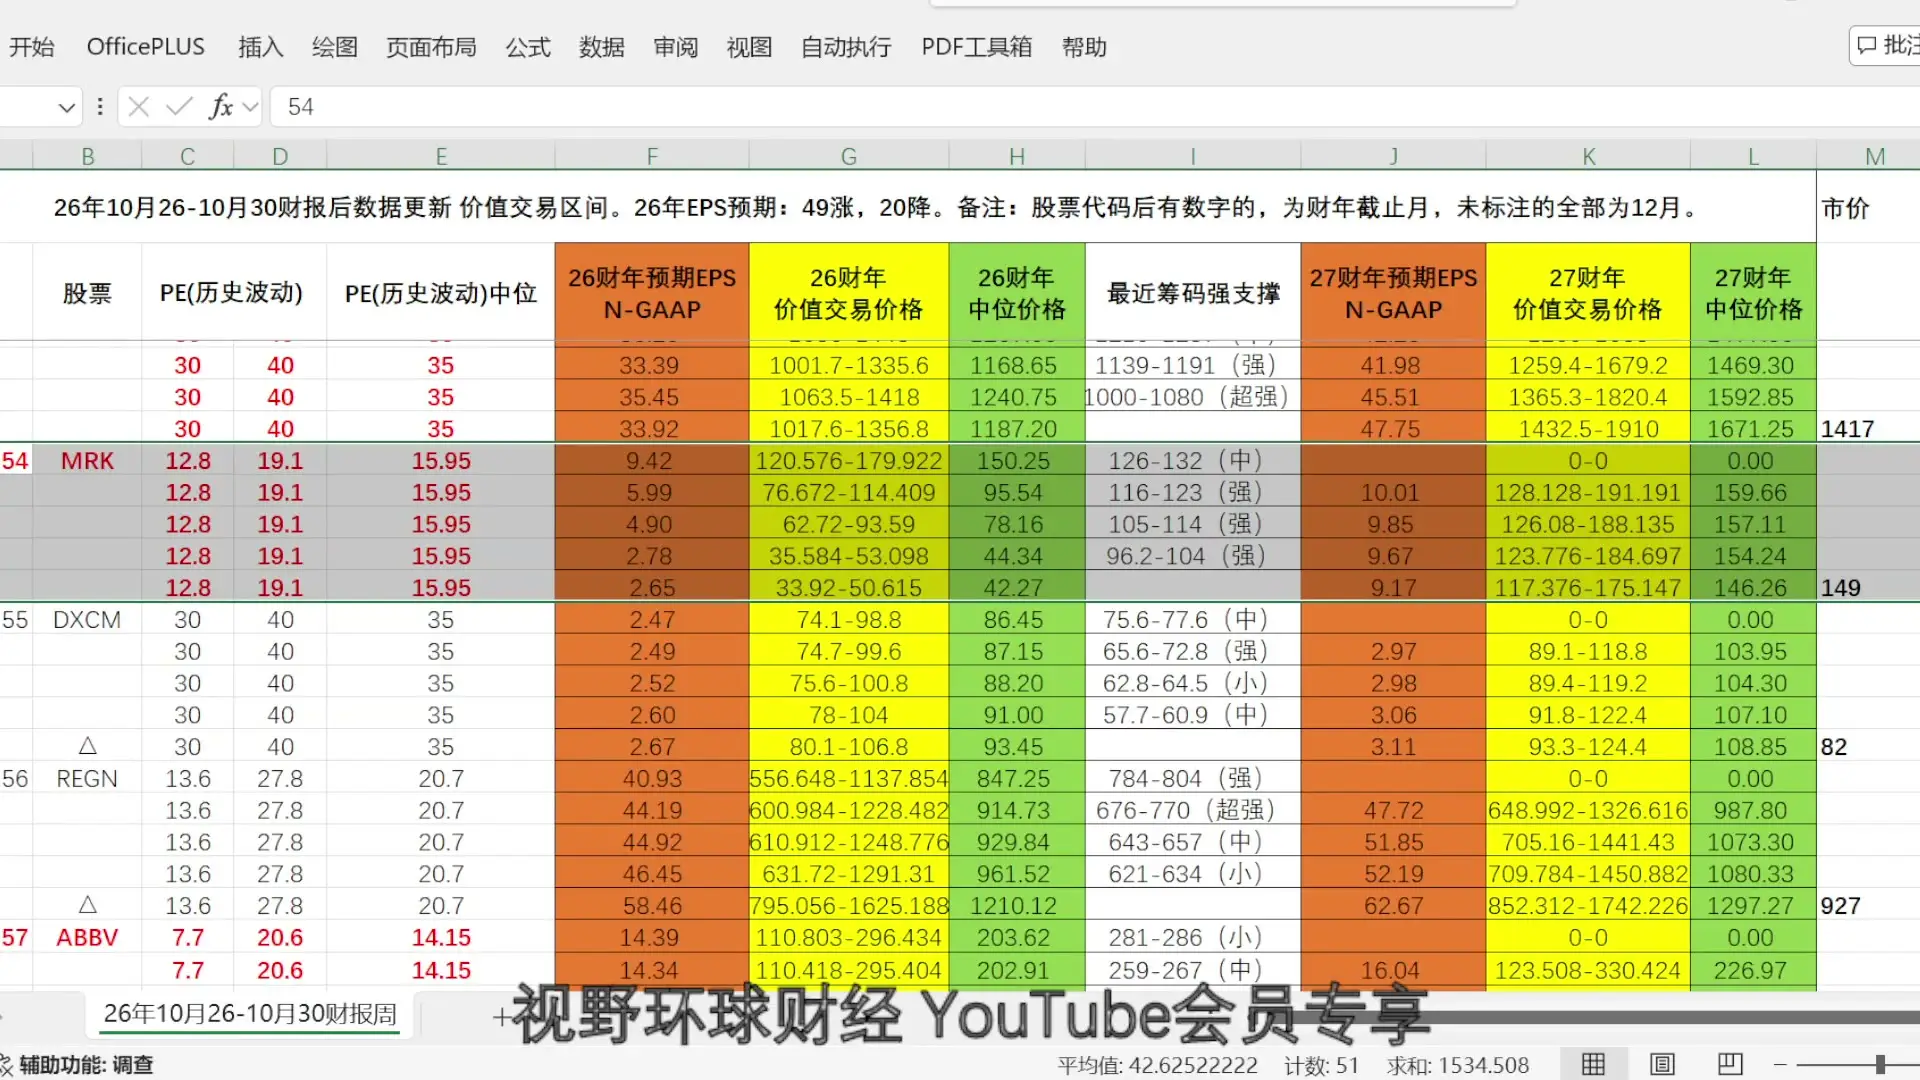 开始 OfficePLUS 插入 绘图 页面布局 公式 数据 审阅 视图 自动执行 PDF工具箱 帮助 批注
fx 54
B C D E F G H I J K L M
26年10月26-10月30财报后数据更新 价值交易区间。26年EPS预期：49涨，20降。备注：股票代码后有数字的，为财年截止月，未标注的全部为12月。 市价
股票 PE(历史波动) PE(历史波动)中位 26财年预期EPS N-GAAP 26财年 价值交易价格 26财年 中位价格 最近筹码强支撑 27财年预期EPS N-GAAP 27财年 价值交易价格 27财年 中位价格
30 40 35 33.39 1001.7-1335.6 1168.65 1139-1191（强） 41.98 1259.4-1679.2 1469.30
30 40 35 35.45 1063.5-1418 1240.75 1000-1080（超强） 45.51 1365.3-1820.4 1592.85
30 40 35 33.92 1017.6-1356.8 1187.20 47.75 1432.5-1910 1671.25 1417
54 MRK 12.8 19.1 15.95 9.42 120.576-179.922 150.25 126-132（中） 0-0 0.00
12.8 19.1 15.95 5.99 76.672-114.409 95.54 116-123（强） 10.01 128.128-191.191 159.66
12.8 19.1 15.95 4.90 62.72-93.59 78.16 105-114（强） 9.85 126.08-188.135 157.11
12.8 19.1 15.95 2.78 35.584-53.098 44.34 96.2-104（强） 9.67 123.776-184.697 154.24
12.8 19.1 15.95 2.65 33.92-50.615 42.27 9.17 117.376-175.147 146.26 149
55 DXCM 30 40 35 2.47 74.1-98.8 86.45 75.6-77.6（中） 0-0 0.00
30 40 35 2.49 74.7-99.6 87.15 65.6-72.8（强） 2.97 89.1-118.8 103.95
30 40 35 2.52 75.6-100.8 88.20 62.8-64.5（小） 2.98 89.4-119.2 104.30
30 40 35 2.60 78-104 91.00 57.7-60.9（中） 3.06 91.8-122.4 107.10
△ 30 40 35 2.67 80.1-106.8 93.45 3.11 93.3-124.4 108.85 82
56 REGN 13.6 27.8 20.7 40.93 556.648-1137.854 847.25 784-804（强） 0-0 0.00
13.6 27.8 20.7 44.19 600.984-1228.482 914.73 676-770（超强） 47.72 648.992-1326.616 987.80
13.6 27.8 20.7 44.92 610.912-1248.776 929.84 643-657（中） 51.85 705.16-1441.43 1073.30
13.6 27.8 20.7 46.45 631.72-1291.31 961.52 621-634（小） 52.19 709.784-1450.882 1080.33
△ 13.6 27.8 20.7 58.46 795.056-1625.188 1210.12 62.67 852.312-1742.226 1297.27 927
57 ABBV 7.7 20.6 14.15 14.39 110.803-296.434 203.62 281-286（小） 0-0 0.00
7.7 20.6 14.15 14.34 110.418-295.404 202.91 259-267（中） 16.04 123.508-330.424 226.97
26年10月26-10月30财报周 +
视野环球财经 YouTube会员专享
辅助功能: 调查 平均值: 42.62522222 计数: 51 求和: 1534.508